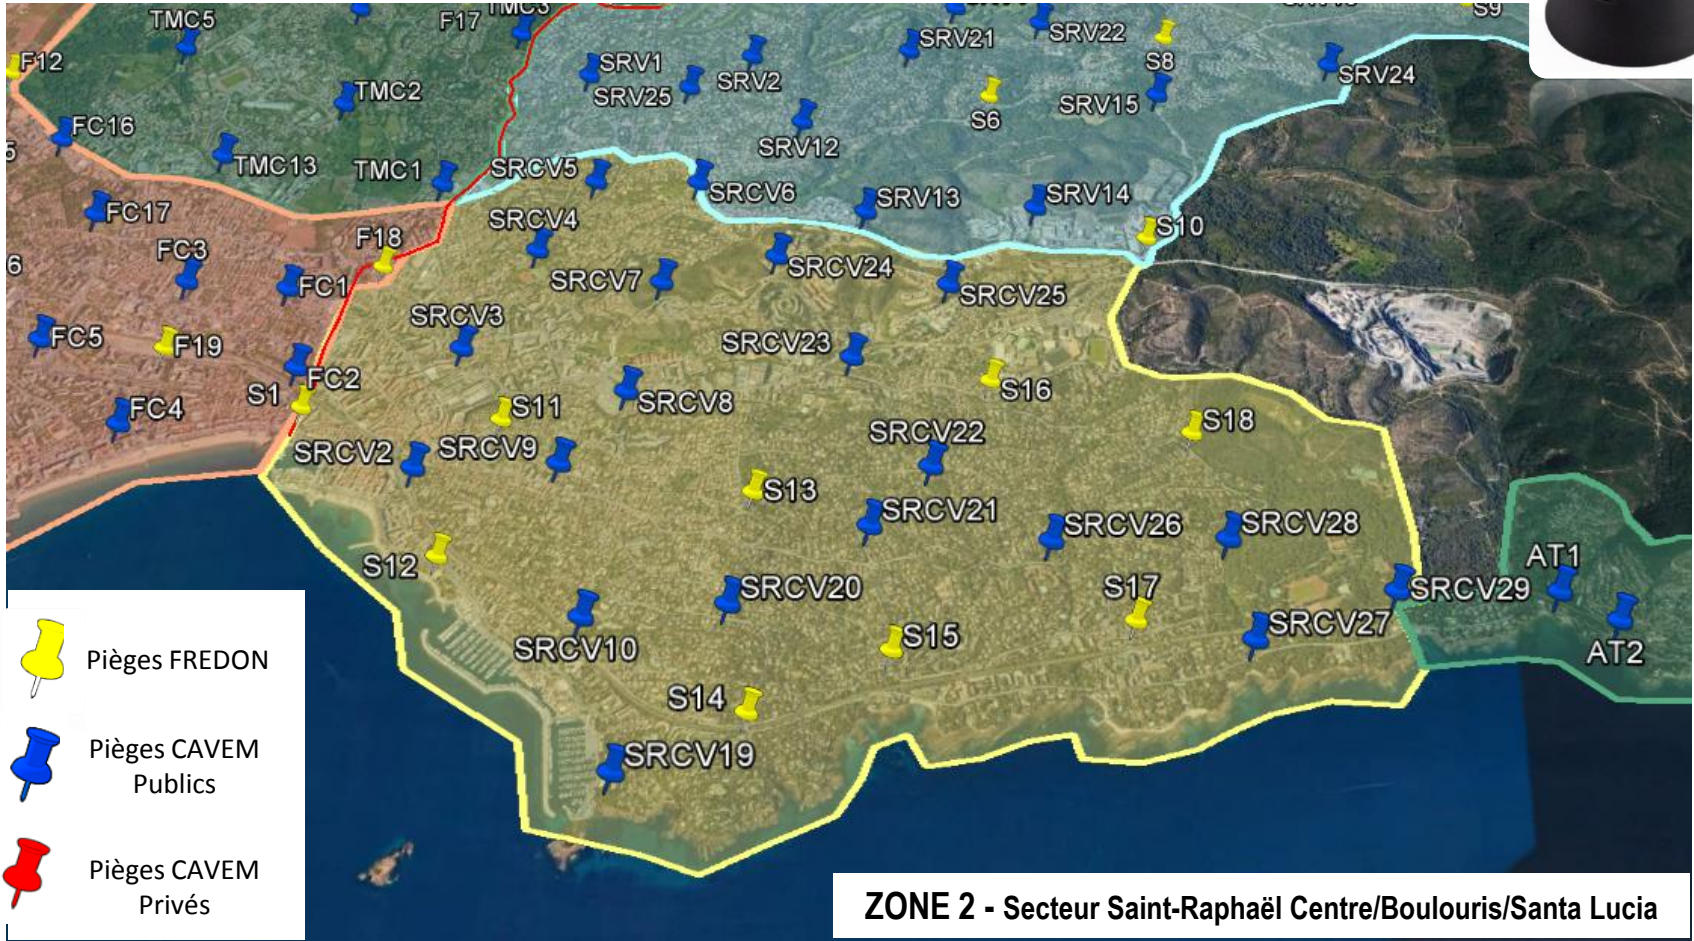 TMC5
F17
TMC3
SRV21
SRV22
S9
F12
SRV1
SRV2
S8
SRV24
TMC2
SRV25
S6
SRV15
FC16
TMC13
TMC1
SRCV5
SRV12
SRCV6
SRV13
SRV14
FC17
SRCV4
S10
F18
FC3
FC1
SRCV7
SRCV24
SRCV25
SRCV3
FC5
F19
SRCV23
FC2
S1
S16
FC4
S11
SRCV8
S18
SRCV2
SRCV9
SRCV22
S13
SRCV21
SRCV26
SRCV28
S12
AT1
SRCV20
S17
SRCV29
SRCV10
S15
SRCV27
AT2
S14
SRCV19
Pièges FREDON
Pièges CAVEM
Publics
Pièges CAVEM
Privés
ZONE 2 - Secteur Saint-Raphaël Centre/Boulouris/Santa Lucia